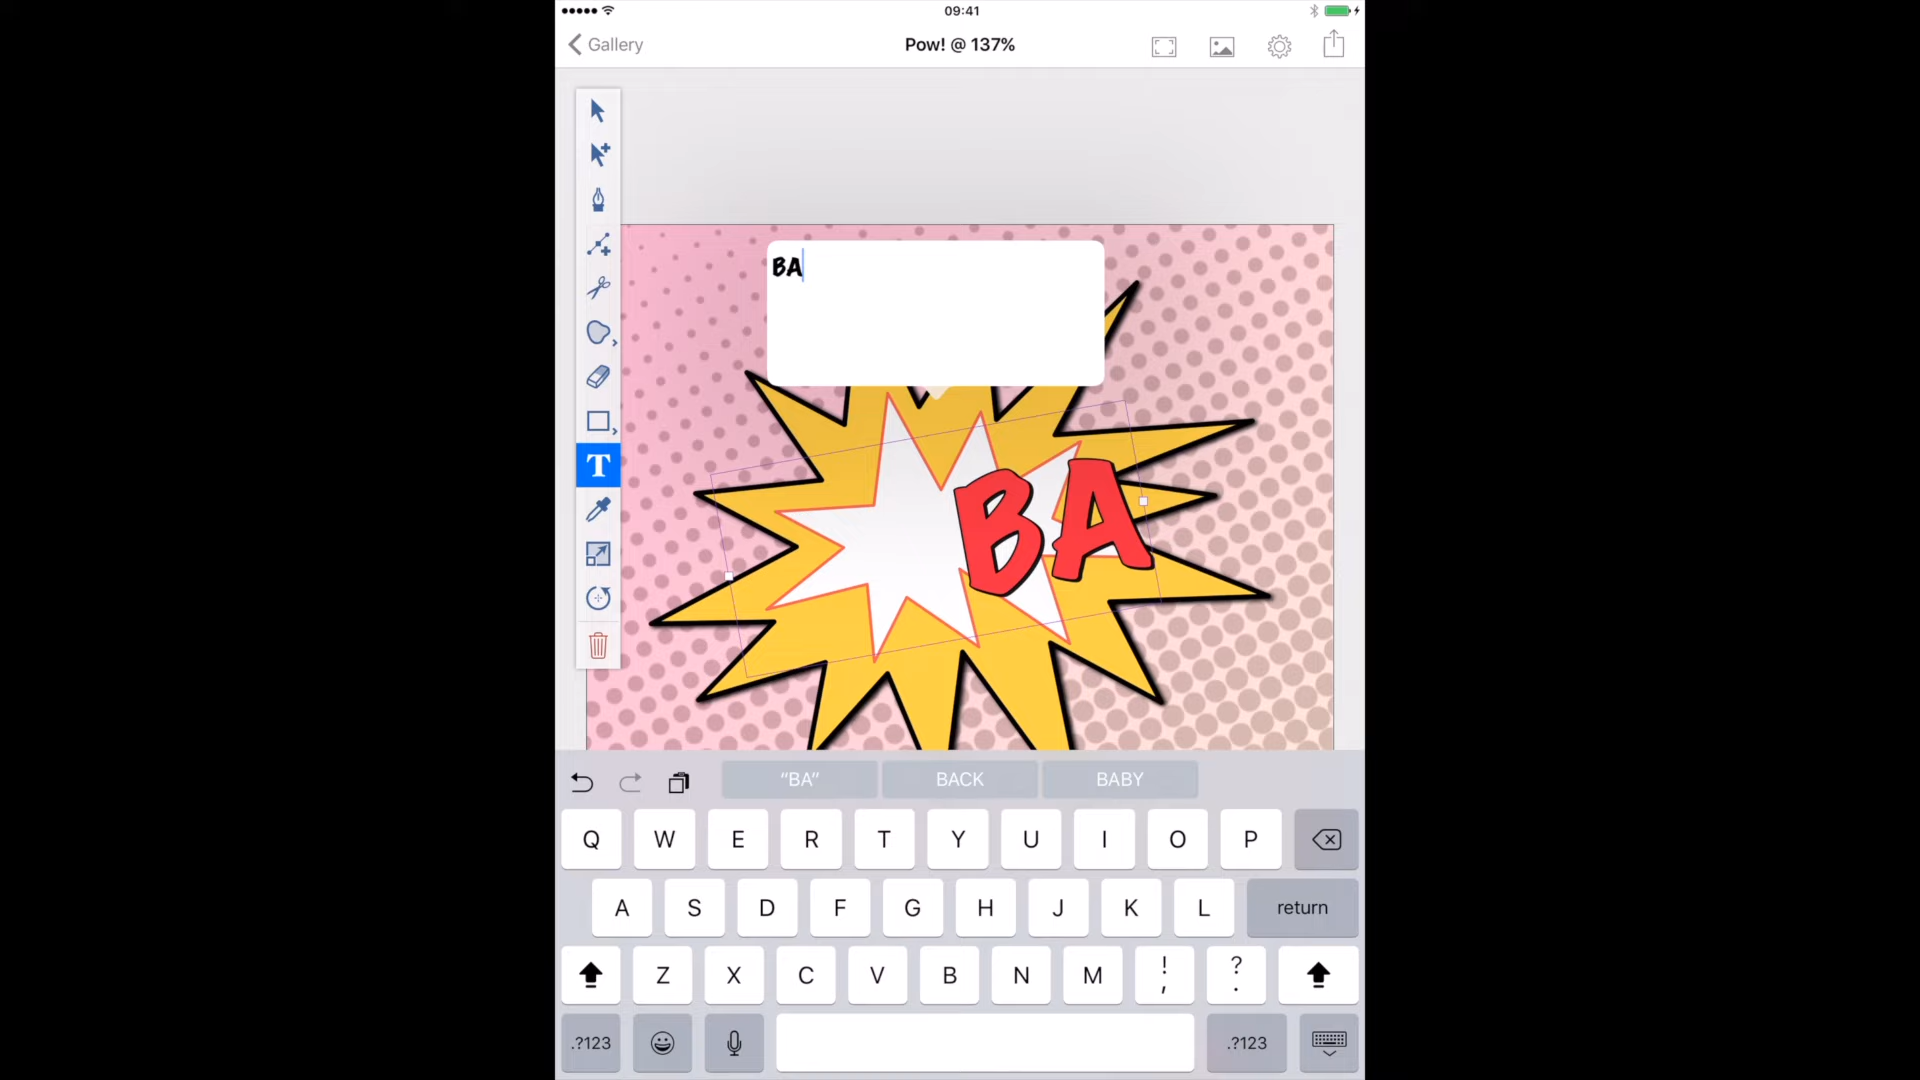 09:41
Gallery
Pow! @ 137%
BA
T
BA
"BA" BACK BABY
Q W E R T Y U I O P
A S D F G H J K L return
Z X C V B N M ! , ? .
.?123 .?123